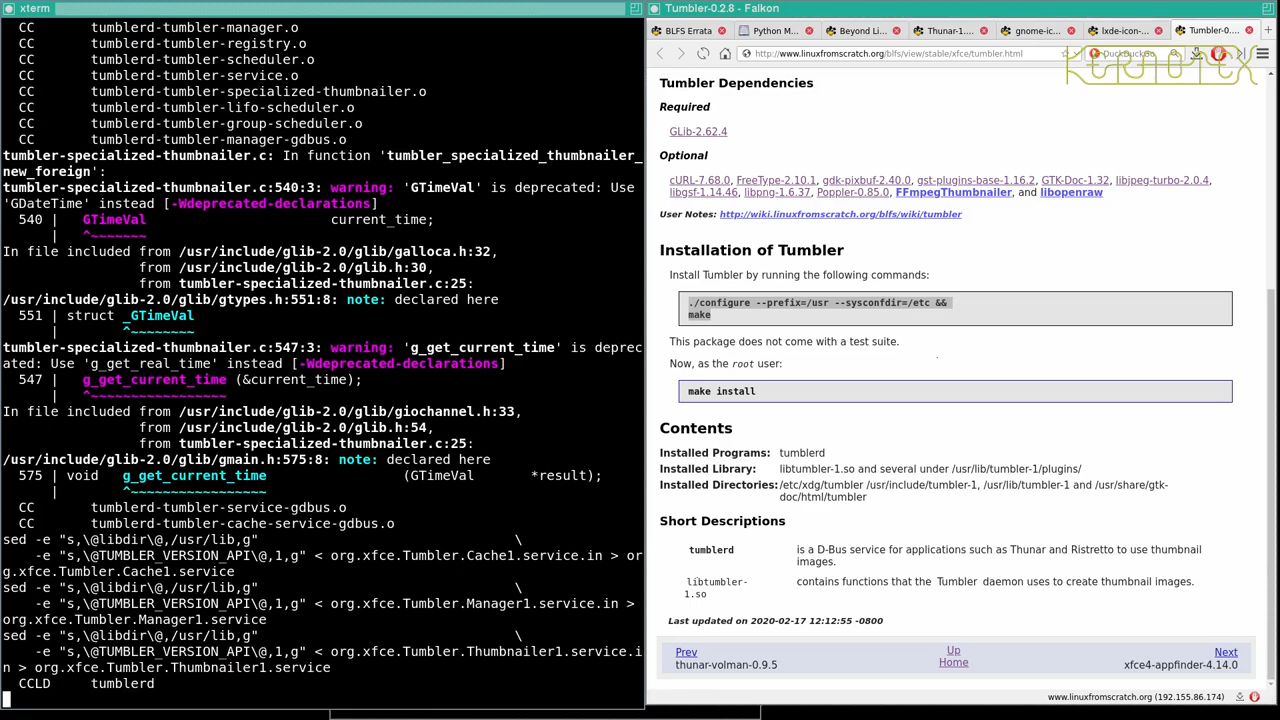 xterm
CC tumblerd-tumbler-manager.o
CC tumblerd-tumbler-registry.o
CC tumblerd-tumbler-scheduler.o
CC tumblerd-tumbler-service.o
CC tumblerd-tumbler-specialized-thumbnailer.o
CC tumblerd-tumbler-lifo-scheduler.o
CC tumblerd-tumbler-group-scheduler.o
CC tumblerd-tumbler-manager-gdbus.o
tumbler-specialized-thumbnailer.c: In function 'tumbler_specialized_thumbnailer_
new_foreign':
tumbler-specialized-thumbnailer.c:540:3: warning: 'GTimeVal' is deprecated: Use
'GDateTime' instead [-Wdeprecated-declarations]
540 | GTimeVal current_time;
| ^~~~~~~~
In file included from /usr/include/glib-2.0/glib/galloca.h:32,
from /usr/include/glib-2.0/glib.h:30,
from tumbler-specialized-thumbnailer.c:25:
/usr/include/glib-2.0/glib/gtypes.h:551:8: note: declared here
551 | struct _GTimeVal
| ^~~~~~~~~
tumbler-specialized-thumbnailer.c:547:3: warning: 'g_get_current_time' is deprec
ated: Use 'g_get_real_time' instead [-Wdeprecated-declarations]
547 | g_get_current_time (&current_time);
| ^~~~~~~~~~~~~~~~~~
In file included from /usr/include/glib-2.0/glib/giochannel.h:33,
from /usr/include/glib-2.0/glib.h:54,
from tumbler-specialized-thumbnailer.c:25:
/usr/include/glib-2.0/glib/gmain.h:575:8: note: declared here
575 | void g_get_current_time (GTimeVal *result);
| ^~~~~~~~~~~~~~~~~~
CC tumblerd-tumbler-service-gdbus.o
CC tumblerd-tumbler-cache-service-gdbus.o
sed -e "s,\@libdir\@,/usr/lib,g" \
-e "s,\@TUMBLER_VERSION_API\@,1,g" < org.xfce.Tumbler.Cache1.service.in > or
g.xfce.Tumbler.Cache1.service
sed -e "s,\@libdir\@,/usr/lib,g" \
-e "s,\@TUMBLER_VERSION_API\@,1,g" < org.xfce.Tumbler.Manager1.service.in >
org.xfce.Tumbler.Manager1.service
sed -e "s,\@libdir\@,/usr/lib,g" \
-e "s,\@TUMBLER_VERSION_API\@,1,g" < org.xfce.Tumbler.Thumbnailer1.service.i
n > org.xfce.Tumbler.Thumbnailer1.service
CCLD tumblerd
Tumbler-0.2.8 - Falkon
BLFS Errata
Python M...
Beyond Li...
Thunar-1....
gnome-ic...
lxde-icon-...
Tumbler-0....
http://www.linuxfromscratch.org/blfs/view/stable/xfce/tumbler.html
DuckDuckGo
KERNOTEX
Tumbler Dependencies
Required
GLib-2.62.4
Optional
cURL-7.68.0, FreeType-2.10.1, gdk-pixbuf-2.40.0, gst-plugins-base-1.16.2, GTK-Doc-1.32, libjpeg-turbo-2.0.4,
libgsf-1.14.46, libpng-1.6.37, Poppler-0.85.0, FFmpegThumbnailer, and libopenraw
User Notes: http://wiki.linuxfromscratch.org/blfs/wiki/tumbler
Installation of Tumbler
Install Tumbler by running the following commands:
./configure --prefix=/usr --sysconfdir=/etc &&
make
This package does not come with a test suite.
Now, as the root user:
make install
Contents
Installed Programs: tumblerd
Installed Library: libtumbler-1.so and several under /usr/lib/tumbler-1/plugins/
Installed Directories: /etc/xdg/tumbler /usr/include/tumbler-1, /usr/lib/tumbler-1 and /usr/share/gtk-
doc/html/tumbler
Short Descriptions
tumblerd is a D-Bus service for applications such as Thunar and Ristretto to use thumbnail
images.
libtumbler- contains functions that the Tumbler daemon uses to create thumbnail images.
1.so
Last updated on 2020-02-17 12:12:55 -0800
Prev Up Next
thunar-volman-0.9.5 Home xfce4-appfinder-4.14.0
www.linuxfromscratch.org (192.155.86.174)